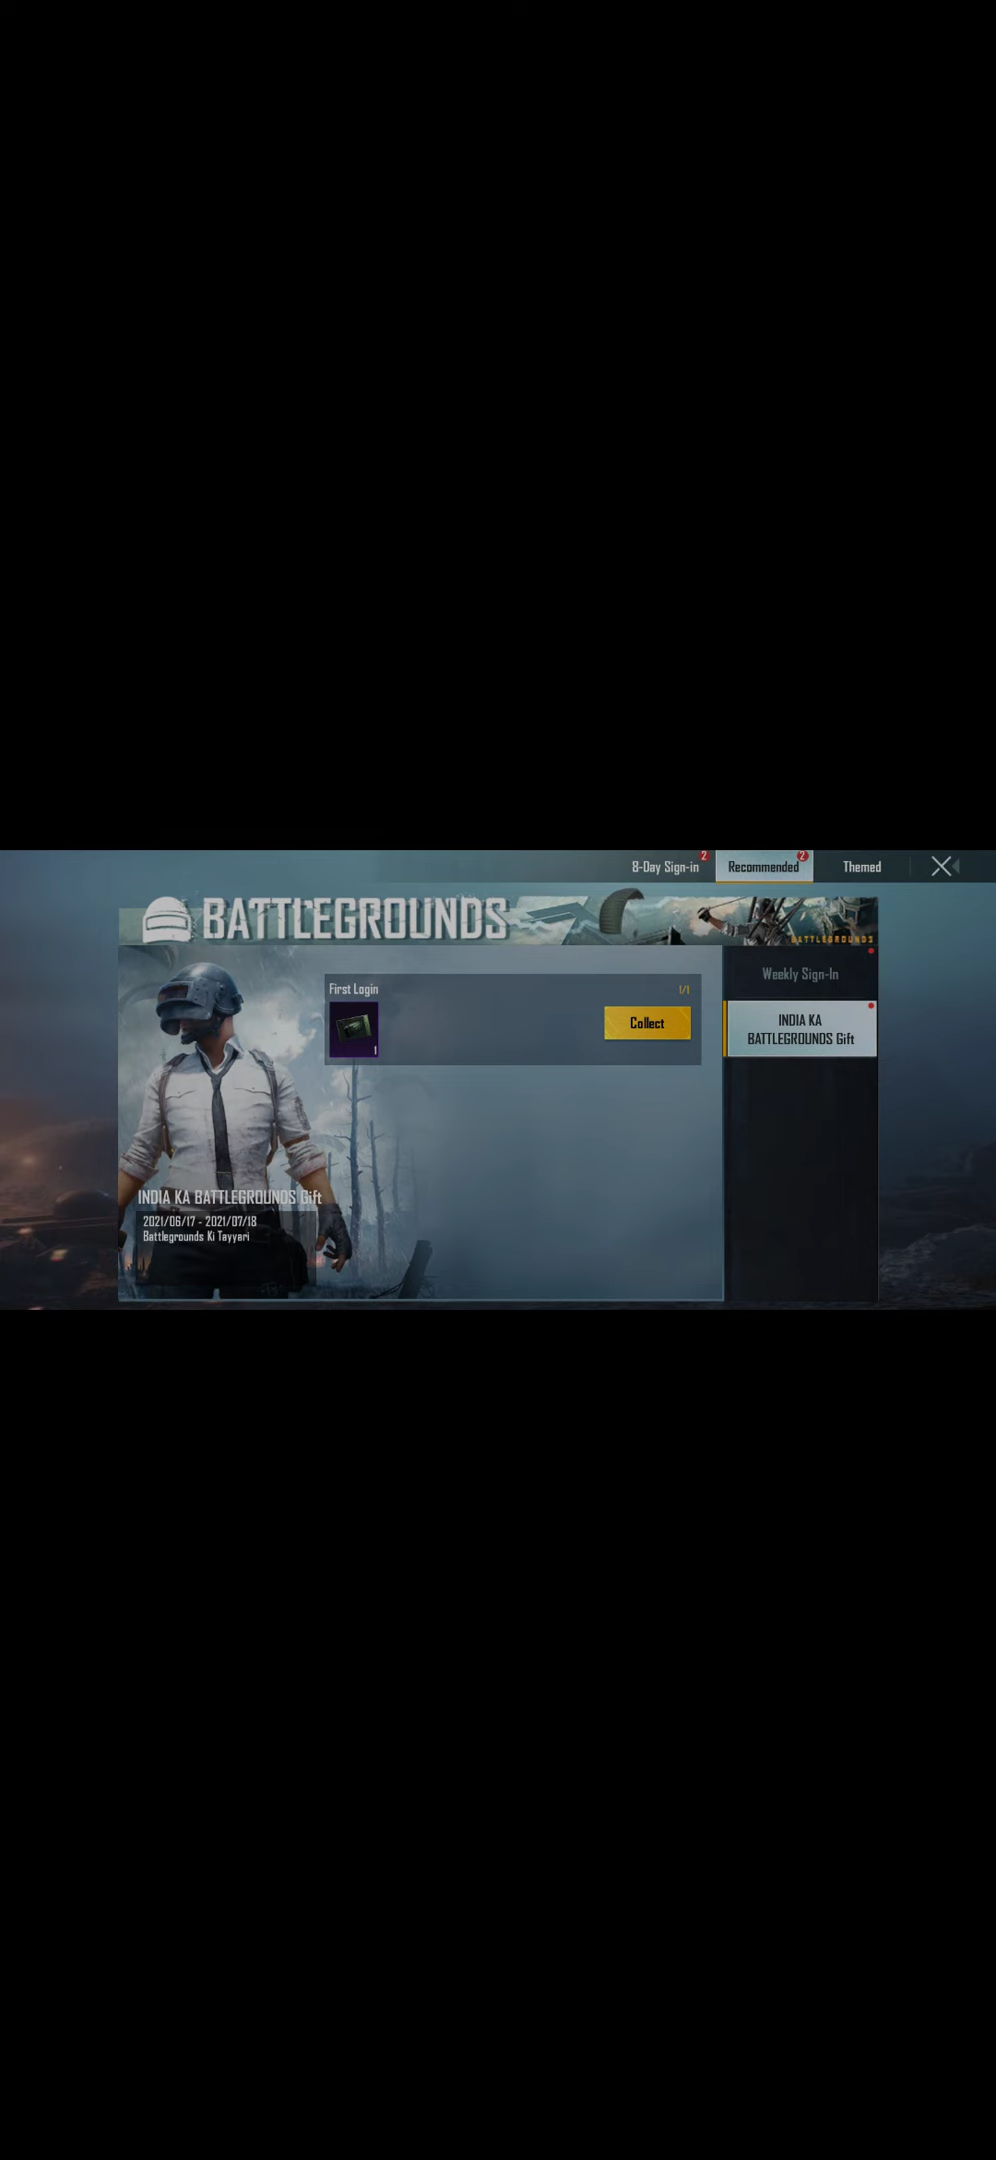 8-Day Sign-in
2
Recommended
2
Themed
BATTLEGROUNDS
BATTLEGROUNDS
Weekly Sign-In
First Login
1/1
1
Collect
INDIA KA
BATTLEGROUNDS Gift
INDIA KA BATTLEGROUNDS Gift
2021/06/17 - 2021/07/18
Battlegrounds Ki Tayyari